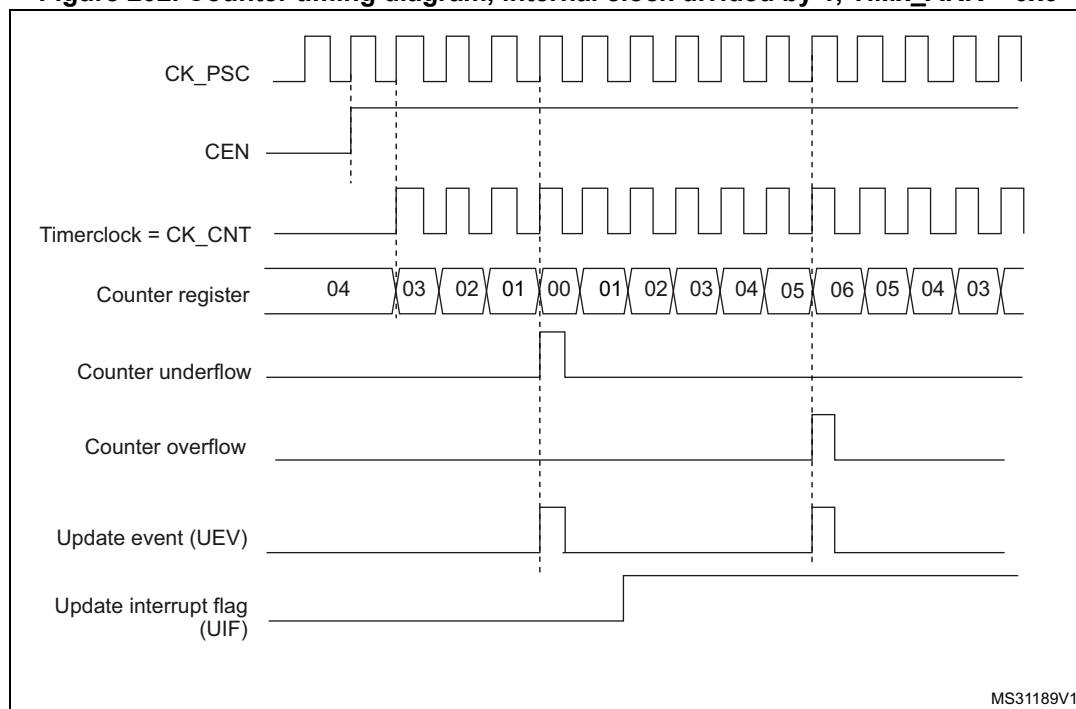 CK_PSC
CEN
Timerclock = CK_CNT
Counter register
04 03 02 01 00 01 02 03 04 05 06 05 04 03
Counter underflow
Counter overflow
Update event (UEV)
Update interrupt flag
(UIF)
MS31189V1